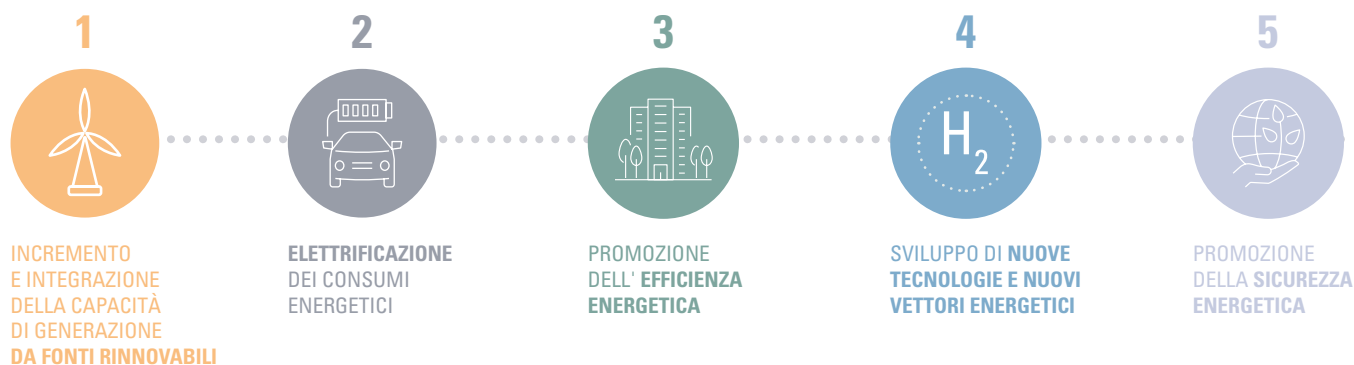 1
INCREMENTO
E INTEGRAZIONE
DELLA CAPACITÀ
DI GENERAZIONE
DA FONTI RINNOVABILI
2
ELETTRIFICAZIONE
DEI CONSUMI
ENERGETICI
3
PROMOZIONE
DELL' EFFICIENZA
ENERGETICA
4
H₂
SVILUPPO DI NUOVE
TECNOLOGIE E NUOVI
VETTORI ENERGETICI
5
PROMOZIONE
DELLA SICUREZZA
ENERGETICA